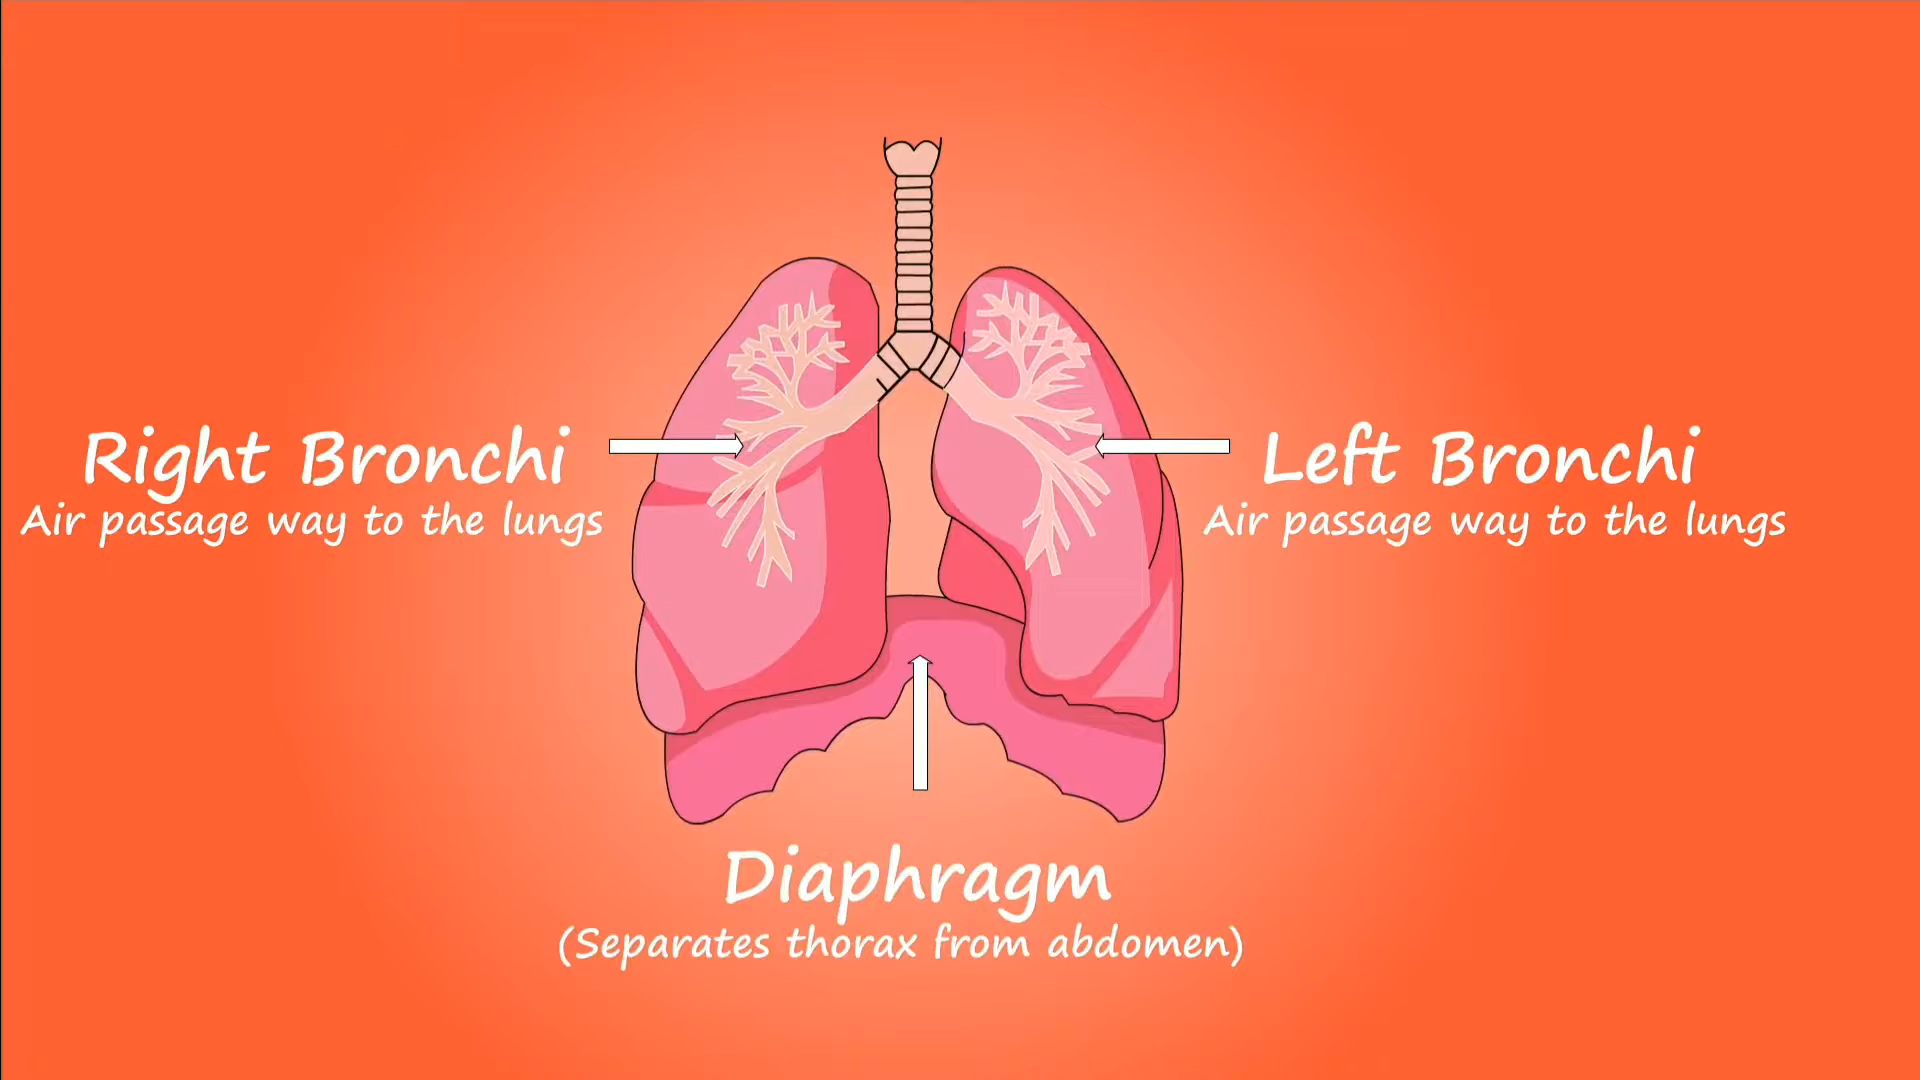 Right Bronchi
Air passage way to the lungs
Left Bronchi
Air passage way to the lungs
Diaphragm
(Separates thorax from abdomen)